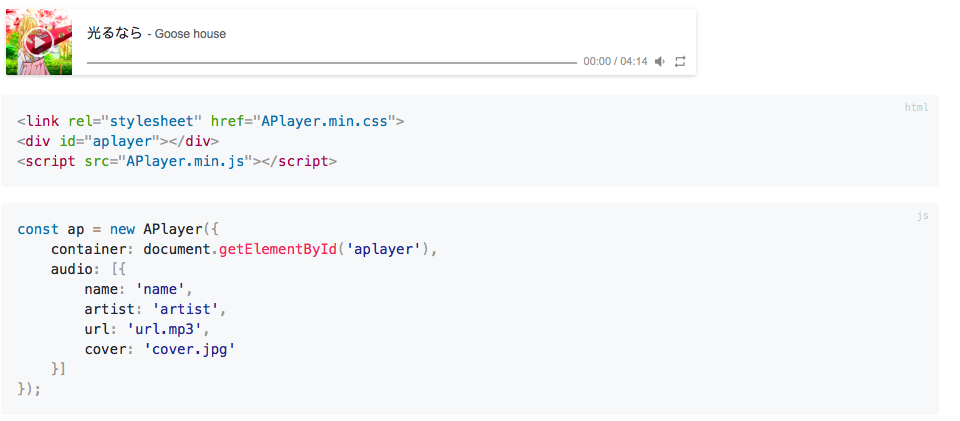 光るなら - Goose house
00:00 / 04:14
html
<link rel="stylesheet" href="APlayer.min.css">
<div id="aplayer"></div>
<script src="APlayer.min.js"></script>
js
const ap = new APlayer({
    container: document.getElementById('aplayer'),
    audio: [{
        name: 'name',
        artist: 'artist',
        url: 'url.mp3',
        cover: 'cover.jpg'
    }]
});